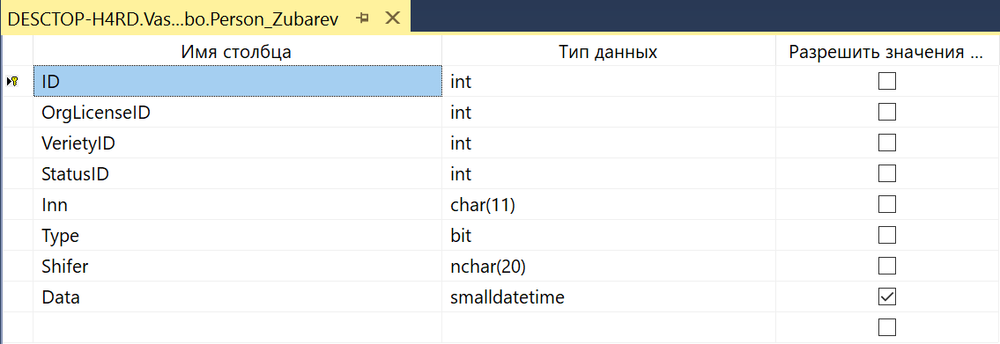 DESCTOP-H4RD.Vas...bo.Person_Zubarev
Имя столбца Тип данных Разрешить значения ...
ID int
OrgLicenseID int
VerietyID int
StatusID int
Inn char(11)
Type bit
Shifer nchar(20)
Data smalldatetime